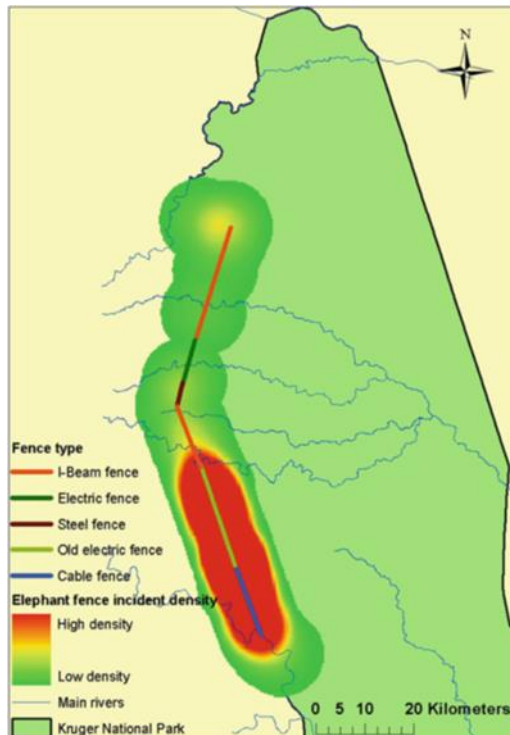 N
Fence type
I-Beam fence
Electric fence
Steel fence
Old electric fence
Cable fence
Elephant fence incident density
High density
Low density
Main rivers
Kruger National Park
0 5 10 20 Kilometers